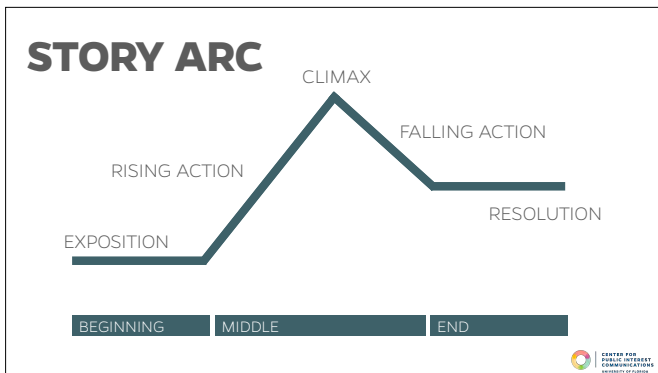 STORY ARC
CLIMAX
FALLING ACTION
RISING ACTION
RESOLUTION
EXPOSITION
BEGINNING
MIDDLE
END
CENTER FOR
PUBLIC INTEREST
COMMUNICATIONS
UNIVERSITY OF FLORIDA